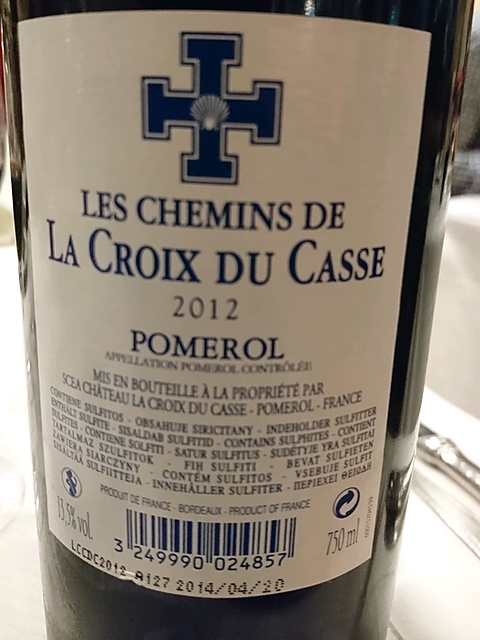 LES CHEMINS DE
LA CROIX DU CASSE
2012
POMEROL
APPELLATION POMEROL CONTRÔLÉE
MIS EN BOUTEILLE À LA PROPRIÉTÉ PAR
SCEA CHÂTEAU LA CROIX DU CASSE - POMEROL - FRANCE
CONTIENE SULFITOS - OBSAHUJE SIRICITANY - INDEHOLDER SULFITTER
ENTHÄLT SULFITE - SISALDAB SULFITID - CONTAINS SULPHITES - CONTIENT
SULFITES - CONTIENE SOLFITI - SATUR SULFITUS - SUDĖTYJE YRA SULFITAI
TARTALMAZ SZULFITOK - FIH SULFITI - BEVAT SULFIETEN
ZAWIERA SIARCZYNY - CONTÉM SULFITOS - VSEBUJE SULFIT
SISÄLTÄÄ SULFIITTEJA - INNEHÅLLER SULFITER - ΠΕΡΙΕΧΕΙ ΘΕΙΩΔΗ
PRODUIT DE FRANCE - BORDEAUX - PRODUCT OF FRANCE
13,5% vol.
750 ml
3 249990 024857
LCCDC2012 A127 2014/04/20